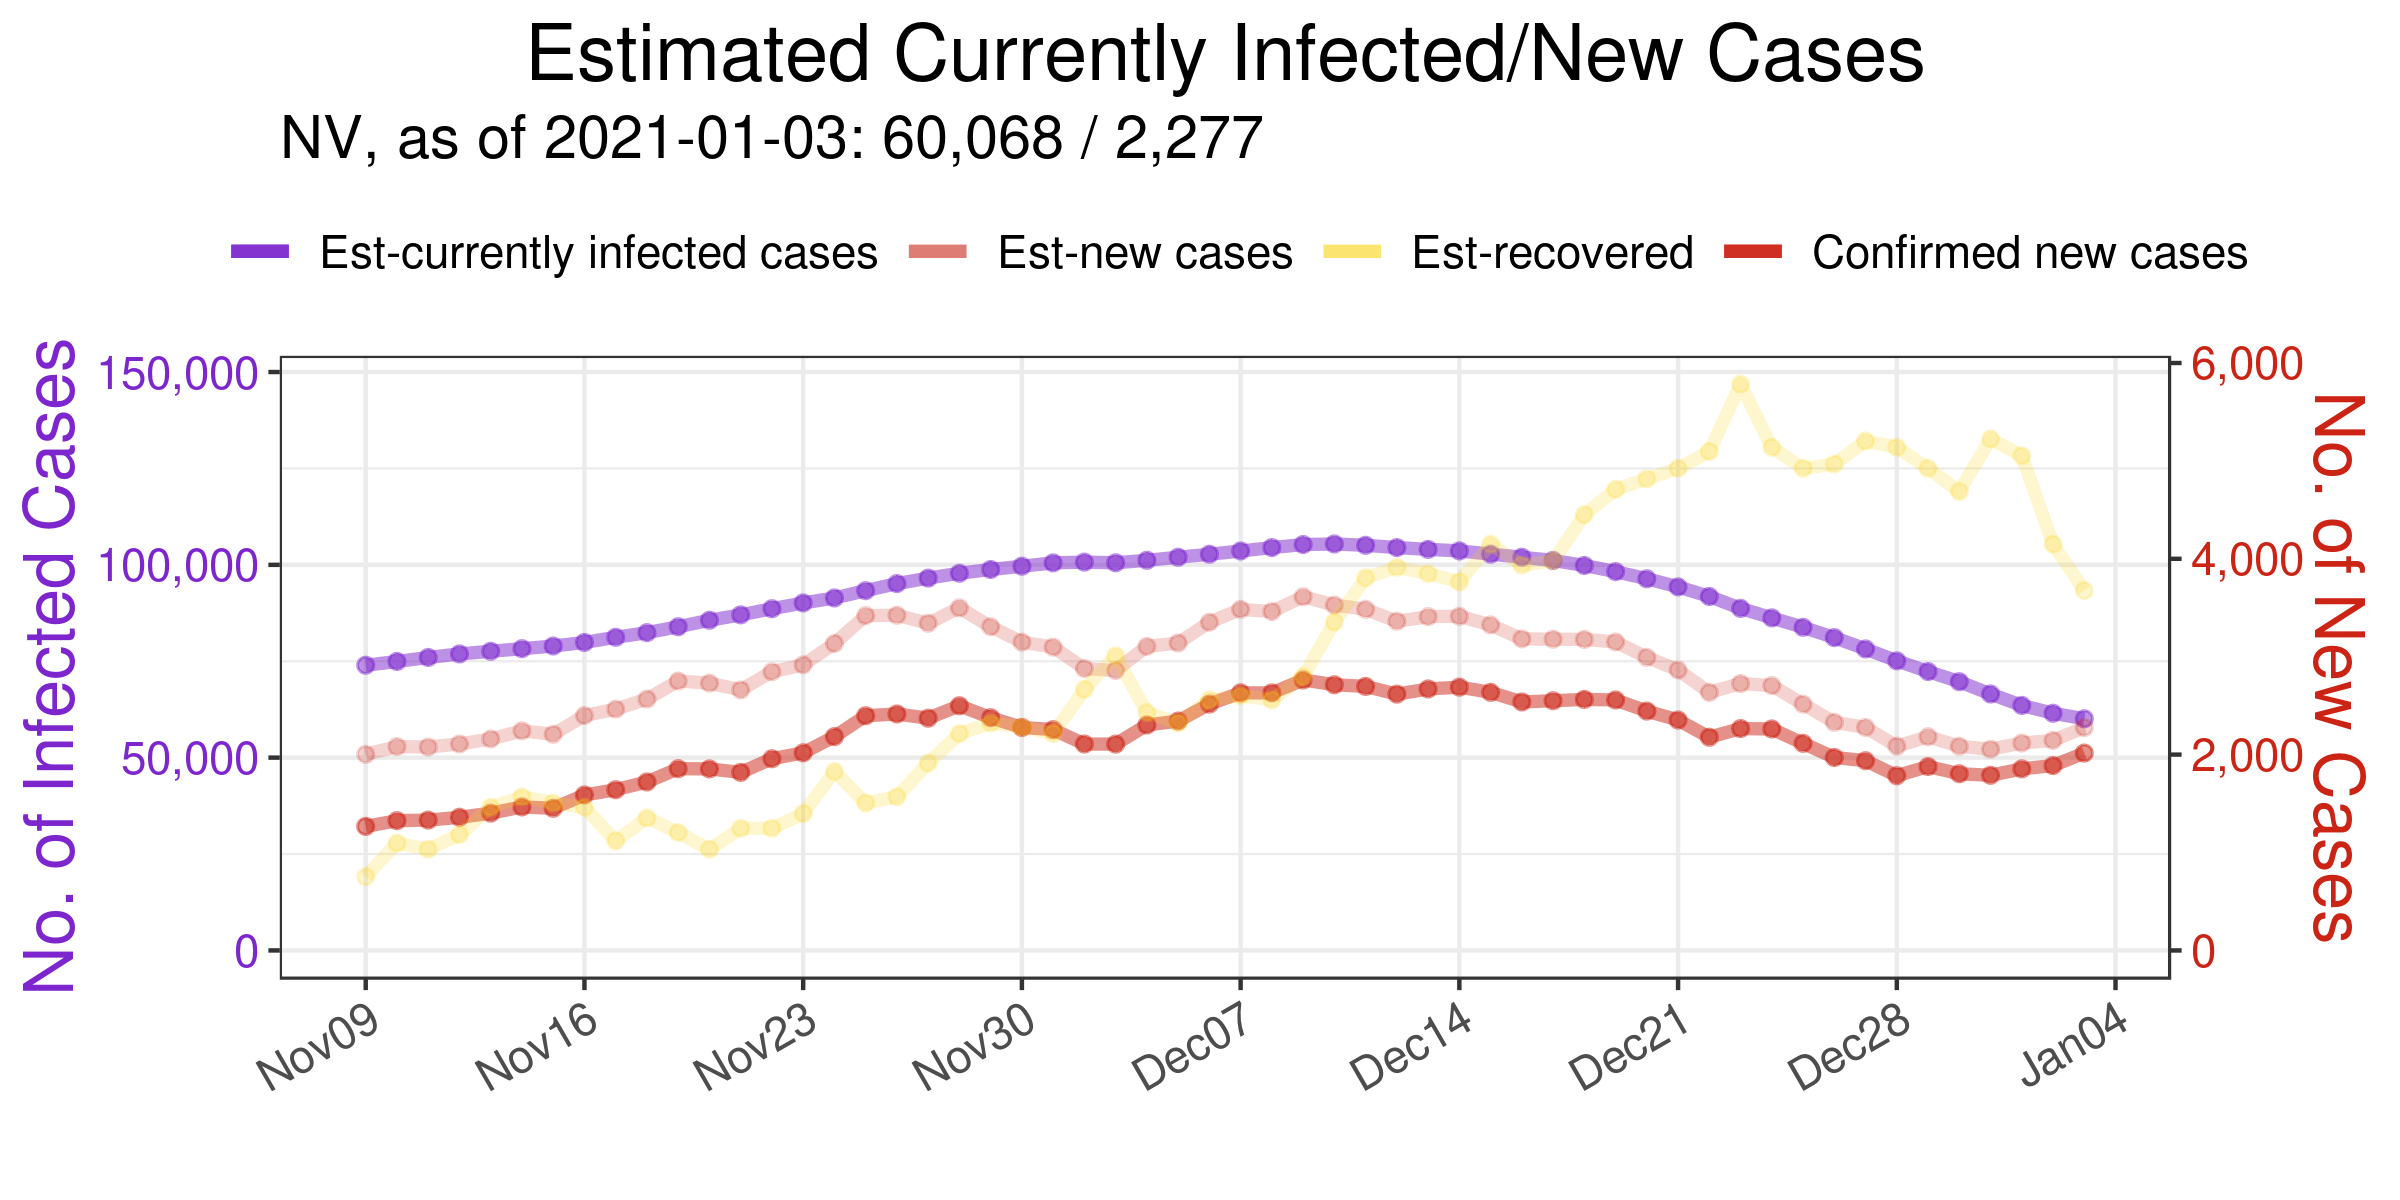 Estimated Currently Infected/New Cases
NV, as of 2021-01-03: 60,068 / 2,277
Est-currently infected cases
Est-new cases
Est-recovered
Confirmed new cases
No. of Infected Cases
150,000
100,000
50,000
0
6,000
4,000
2,000
0
No. of New Cases
Nov09
Nov16
Nov23
Nov30
Dec07
Dec14
Dec21
Dec28
Jan04